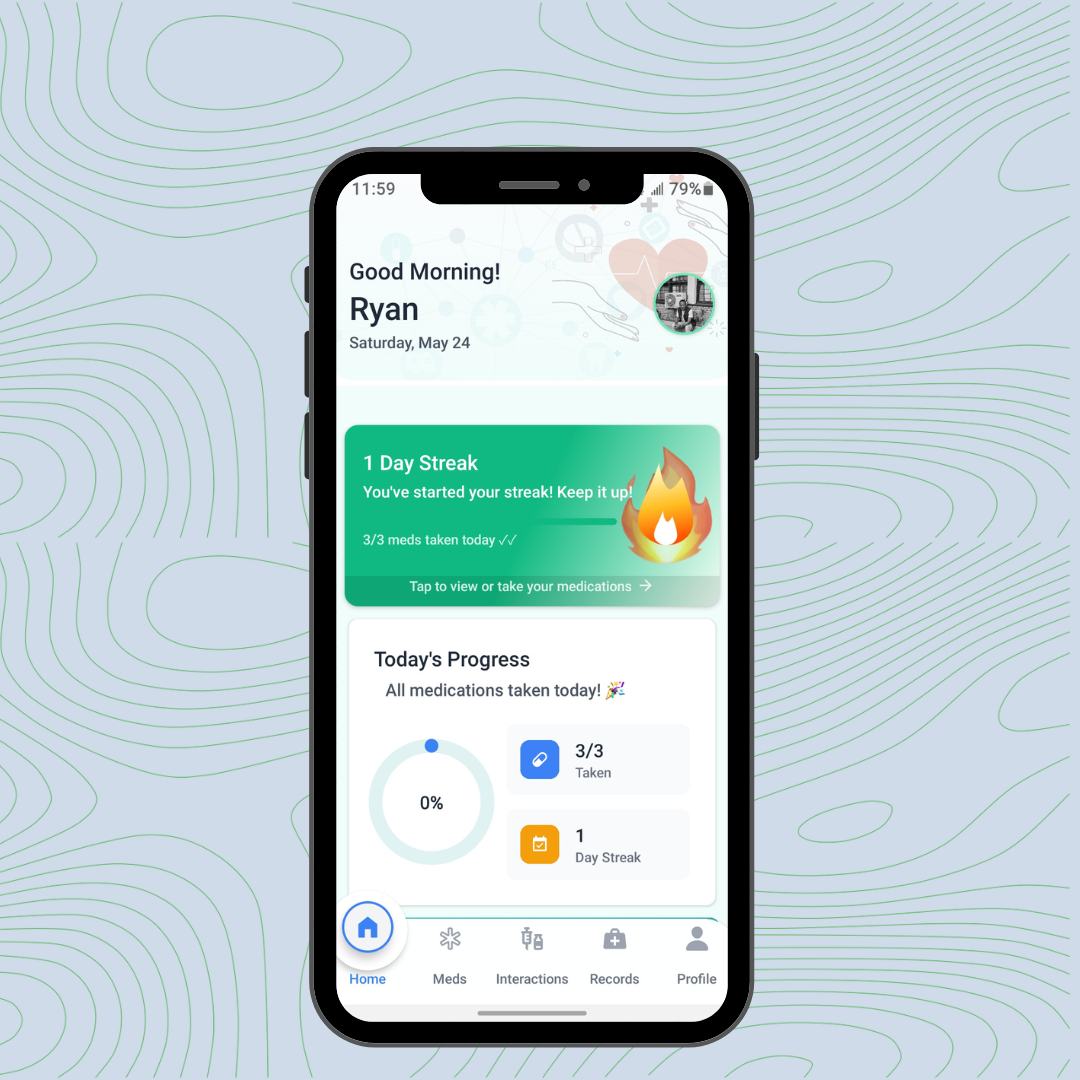 11:59
79%
Good Morning!
Ryan
Saturday, May 24
1 Day Streak
You've started your streak! Keep it up!
3/3 meds taken today ✓✓
Tap to view or take your medications →
Today's Progress
All medications taken today! 🎉
0%
3/3
Taken
1
Day Streak
Home Meds Interactions Records Profile